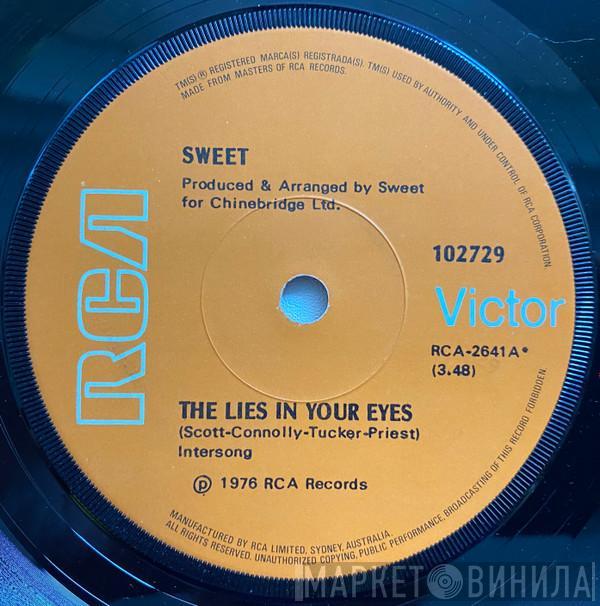 TM(S) ® REGISTERED MARCA(S) REGISTRADA(S). TM(S) USED BY AUTHORITY AND UNDER CONTROL OF RCA CORPORATION
MADE FROM MASTERS OF RCA RECORDS.
SWEET
Produced & Arranged by Sweet
for Chinebridge Ltd.
RCA
102729
Victor
RCA-2641A*
(3.48)
THE LIES IN YOUR EYES
(Scott-Connolly-Tucker-Priest)
Intersong
℗ 1976 RCA Records
MANUFACTURED BY RCA LIMITED, SYDNEY, AUSTRALIA.
ALL RIGHTS RESERVED. UNAUTHORIZED COPYING, PUBLIC PERFORMANCE, BROADCASTING OF THIS RECORD FORBIDDEN.
МАРКЕТ ВИНИЛА